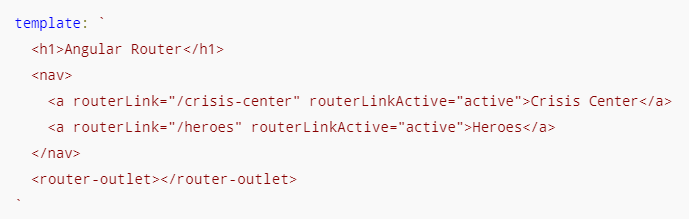 template: `
  <h1>Angular Router</h1>
  <nav>
    <a routerLink="/crisis-center" routerLinkActive="active">Crisis Center</a>
    <a routerLink="/heroes" routerLinkActive="active">Heroes</a>
  </nav>
  <router-outlet></router-outlet>
`